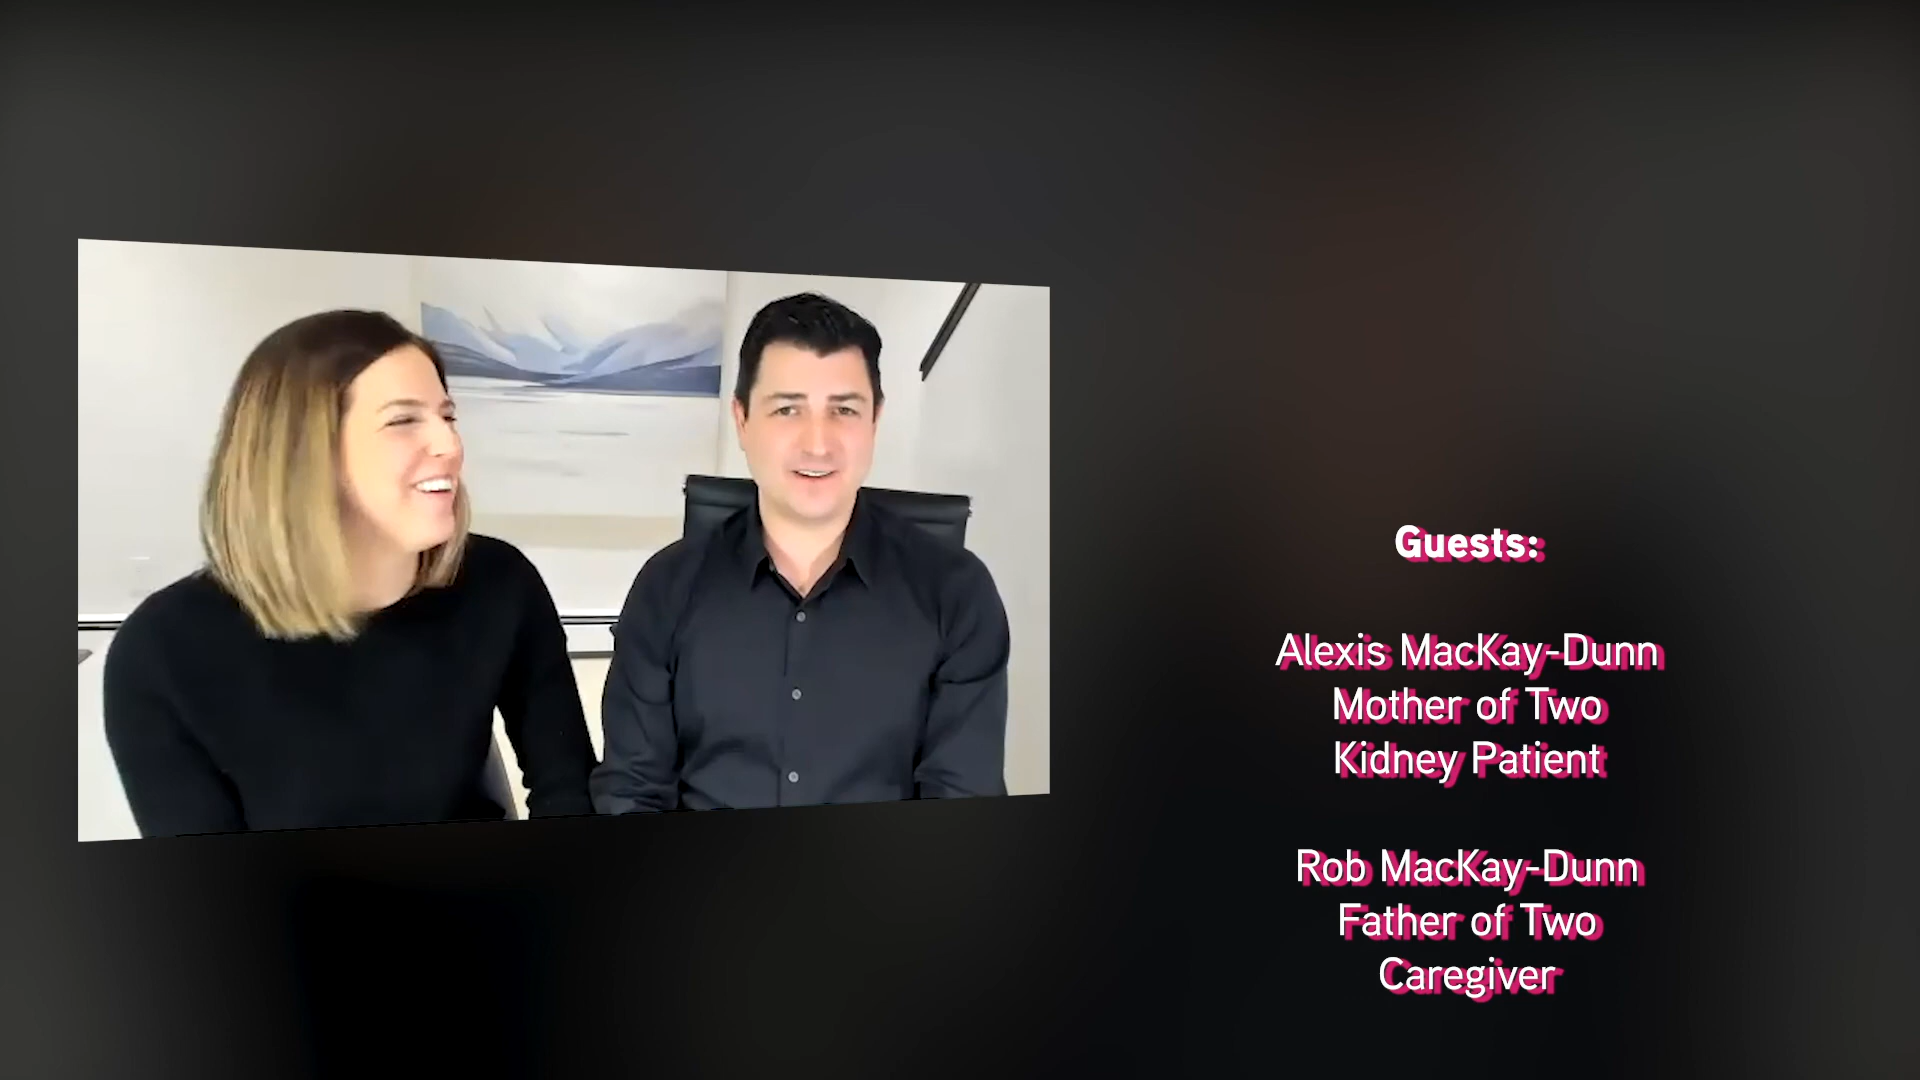 Guests:
Alexis MacKay-Dunn
Mother of Two
Kidney Patient
Rob MacKay-Dunn
Father of Two
Caregiver